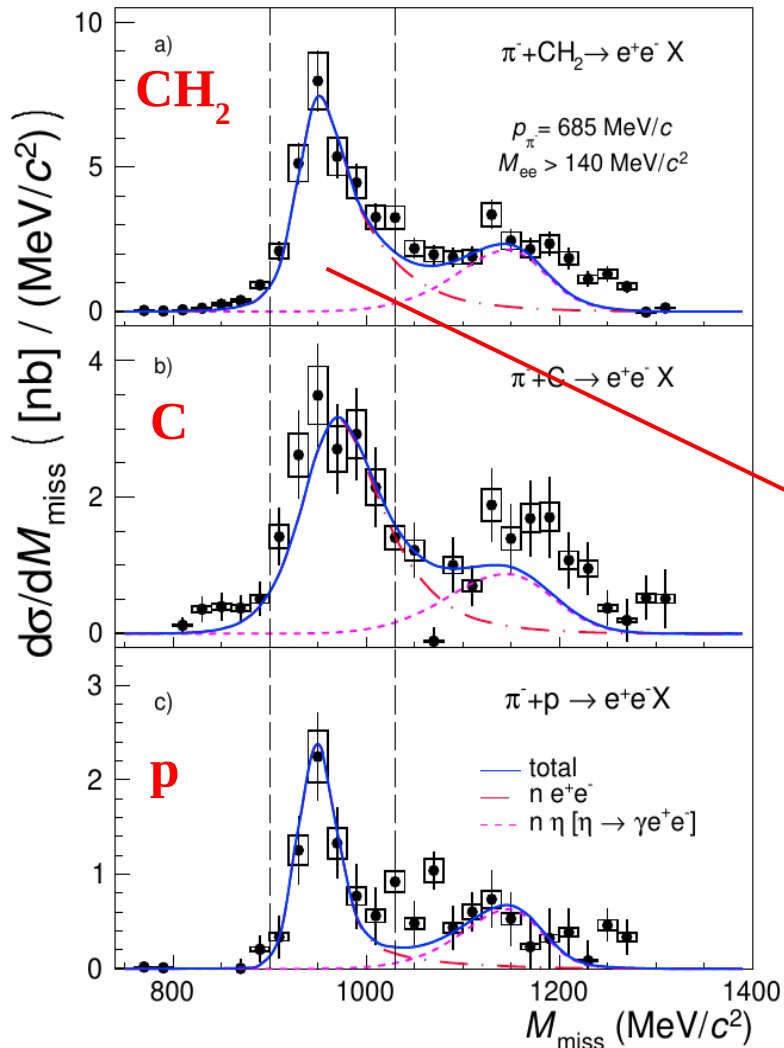 10
a)
π⁻+CH₂→ e⁺e⁻ X
CH₂
p_π⁻ = 685 MeV/c
M_ee > 140 MeV/c²
5
0
b)
π⁻+C → e⁺e⁻ X
4
C
2
0
c)
π⁻+p → e⁺e⁻X
3
p
2
total
n e⁺e⁻
n η [η → γe⁺e⁻]
1
0
800 1000 1200 1400
M_miss (MeV/c²)
dσ/dM_miss ( [nb] / (MeV/c²) )